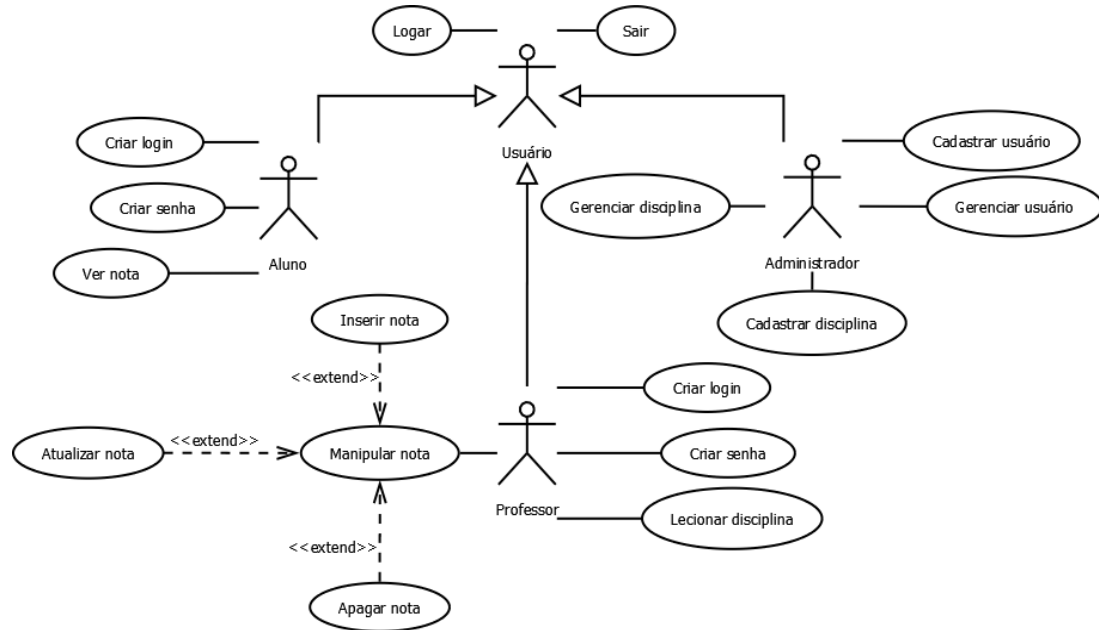 Logar
Sair
Usuário
Criar login
Cadastrar usuário
Criar senha
Gerenciar disciplina
Gerenciar usuário
Aluno
Administrador
Ver nota
Inserir nota
Cadastrar disciplina
<<extend>>
Criar login
<<extend>>
Atualizar nota
Manipular nota
Criar senha
Professor
Lecionar disciplina
<<extend>>
Apagar nota